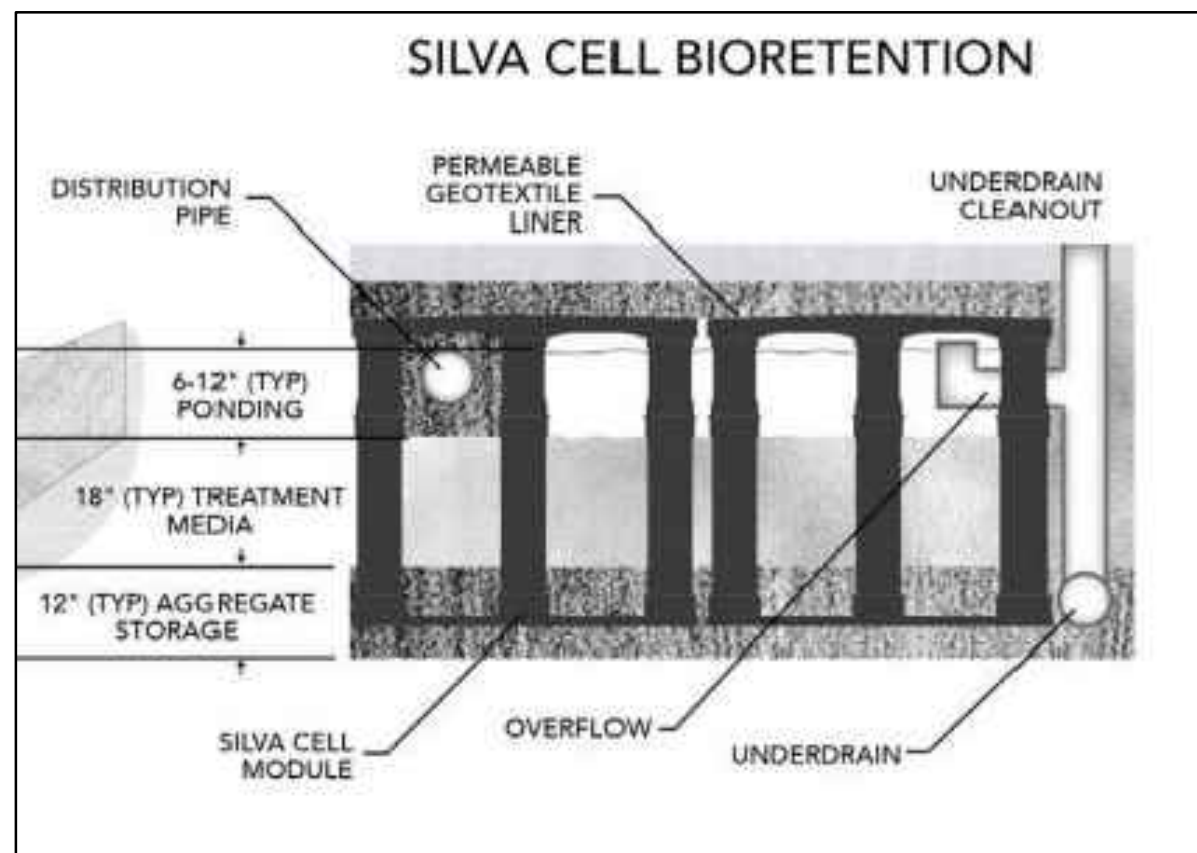 SILVA CELL BIORETENTION
DISTRIBUTION
PIPE
PERMEABLE
GEOTEXTILE
LINER
UNDERDRAIN
CLEANOUT
6-12" (TYP)
PONDING
18" (TYP) TREATMENT
MEDIA
12" (TYP) AGGREGATE
STORAGE
SILVA CELL
MODULE
OVERFLOW
UNDERDRAIN